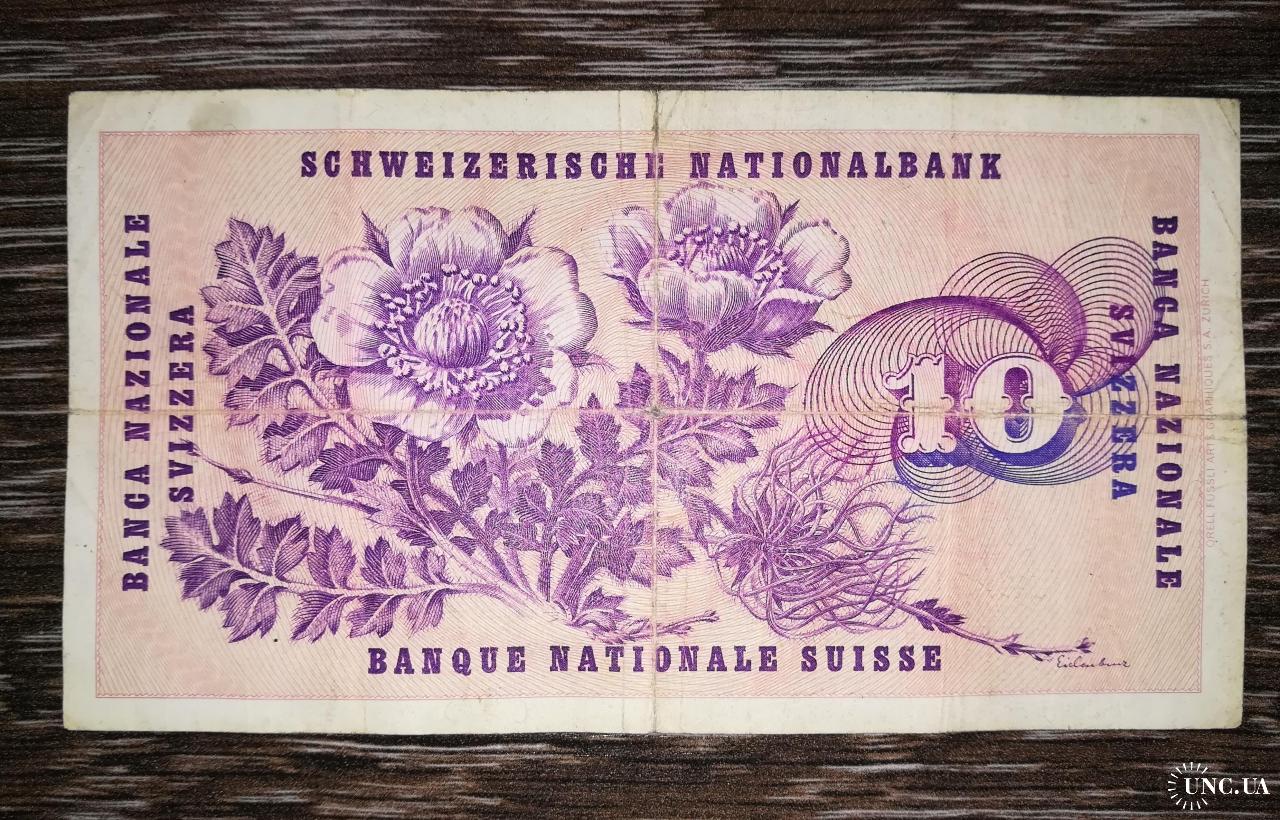 SCHWEIZERISCHE NATIONALBANK
BANCA NAZIONALE
SVIZZERA
10
BANCA NAZIONALE
SVIZZERA
ORELL FÜSSLI ARTS GRAPHIQUES S.A. ZURICH
BANQUE NATIONALE SUISSE
UNC.UA